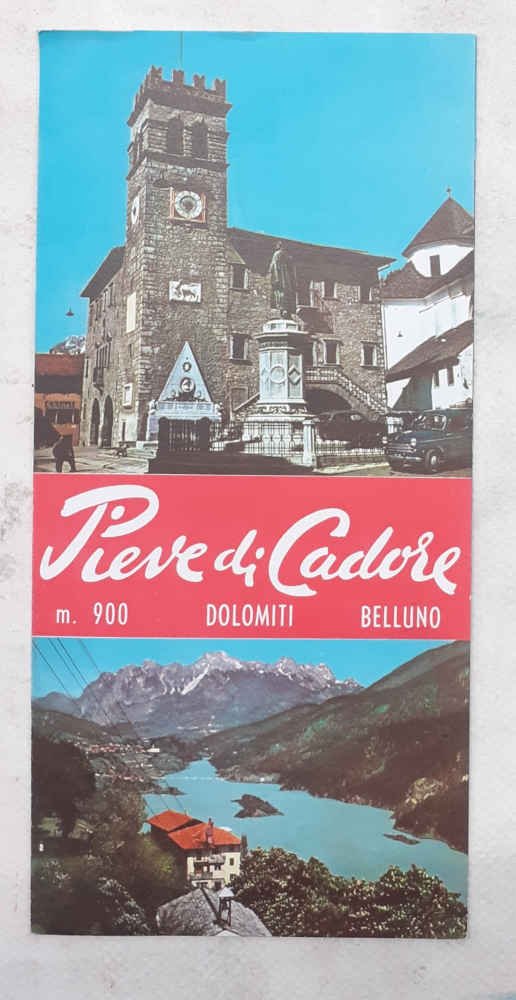 Pieve di Cadore
m. 900 DOLOMITI BELLUNO